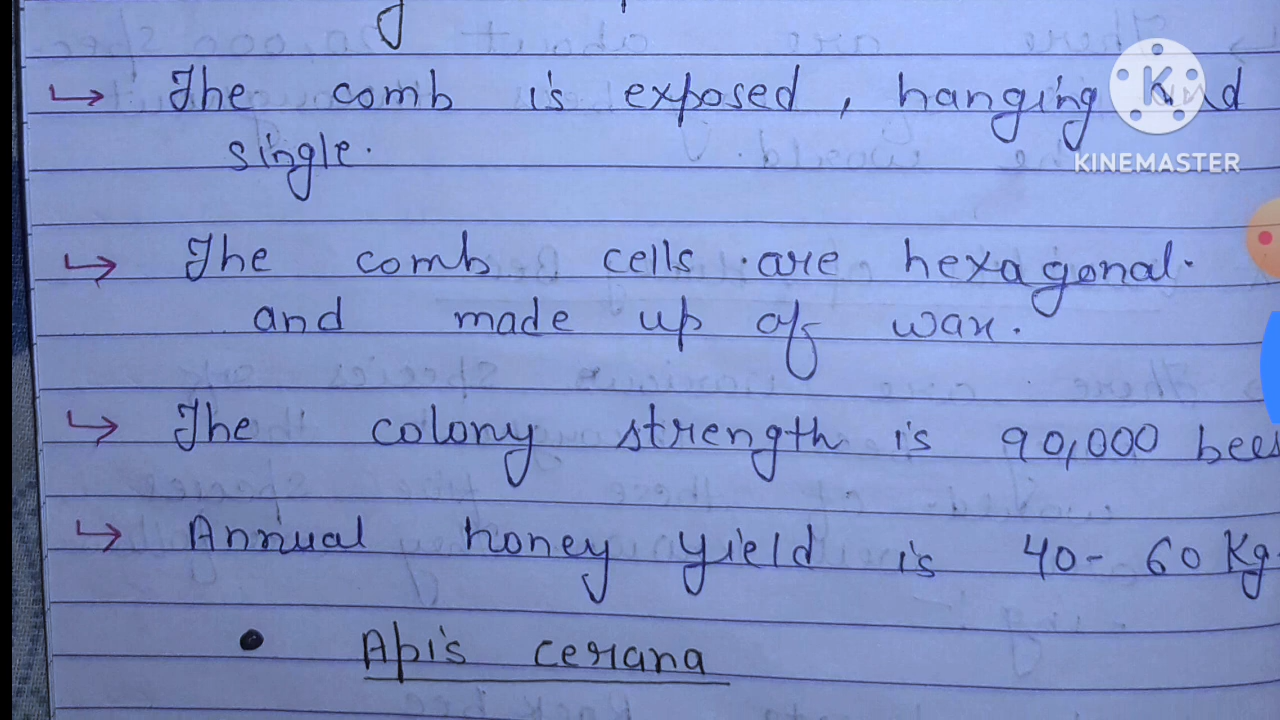 ↳ The comb is exposed, hanging and
single.
↳ The comb cells are hexagonal.
and made up of wax.
↳ The colony strength is 90,000 bees
↳ Annual honey yield is 40-60 Kg.
• Apis cerana
K
KINEMASTER